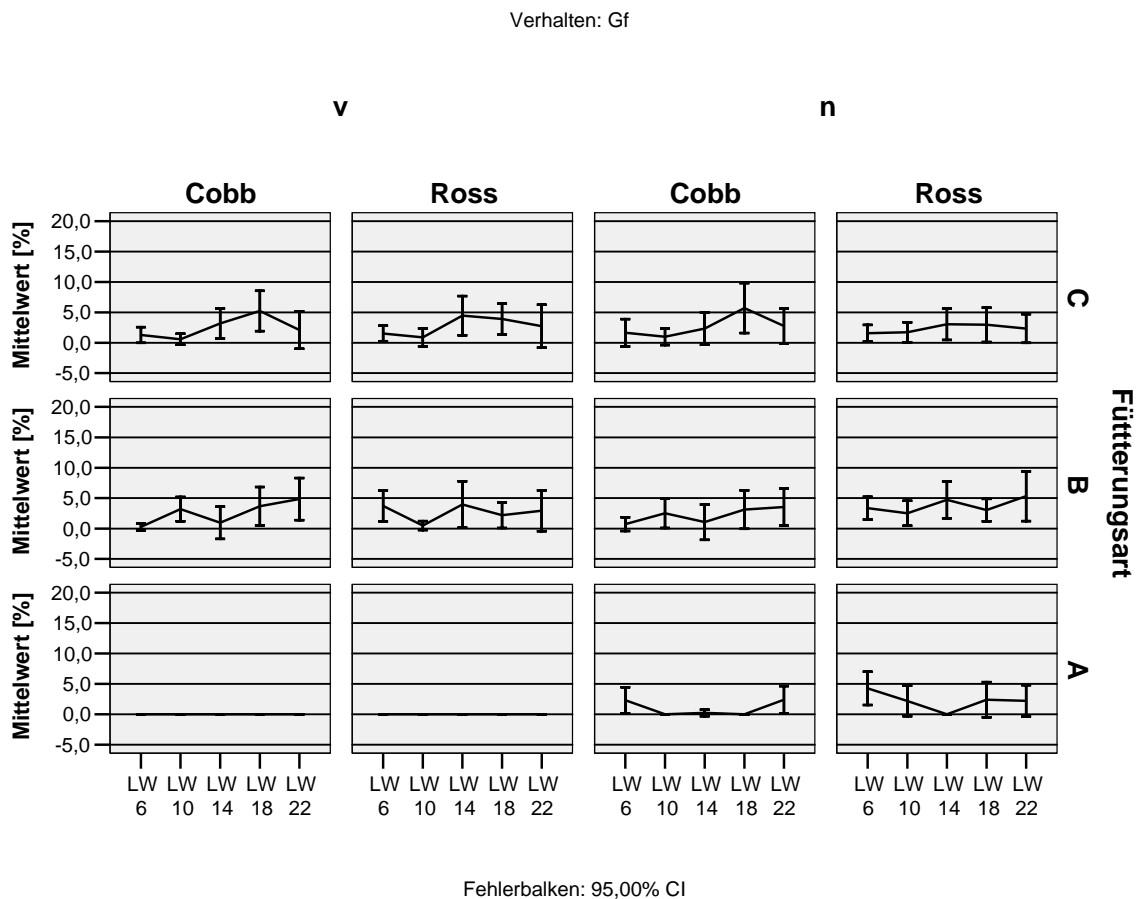 Verhalten: Gf
v n
Cobb Ross Cobb Ross
Mittelwert [%]
20,0
15,0
10,0
5,0
0,0
-5,0
C
Mittelwert [%]
20,0
15,0
10,0
5,0
0,0
-5,0
B
Mittelwert [%]
20,0
15,0
10,0
5,0
0,0
-5,0
A
Füttterungsart
LW LW LW LW LW LW LW LW LW LW LW LW LW LW LW LW LW LW LW LW
6 10 14 18 22 6 10 14 18 22 6 10 14 18 22 6 10 14 18 22
Fehlerbalken: 95,00% CI